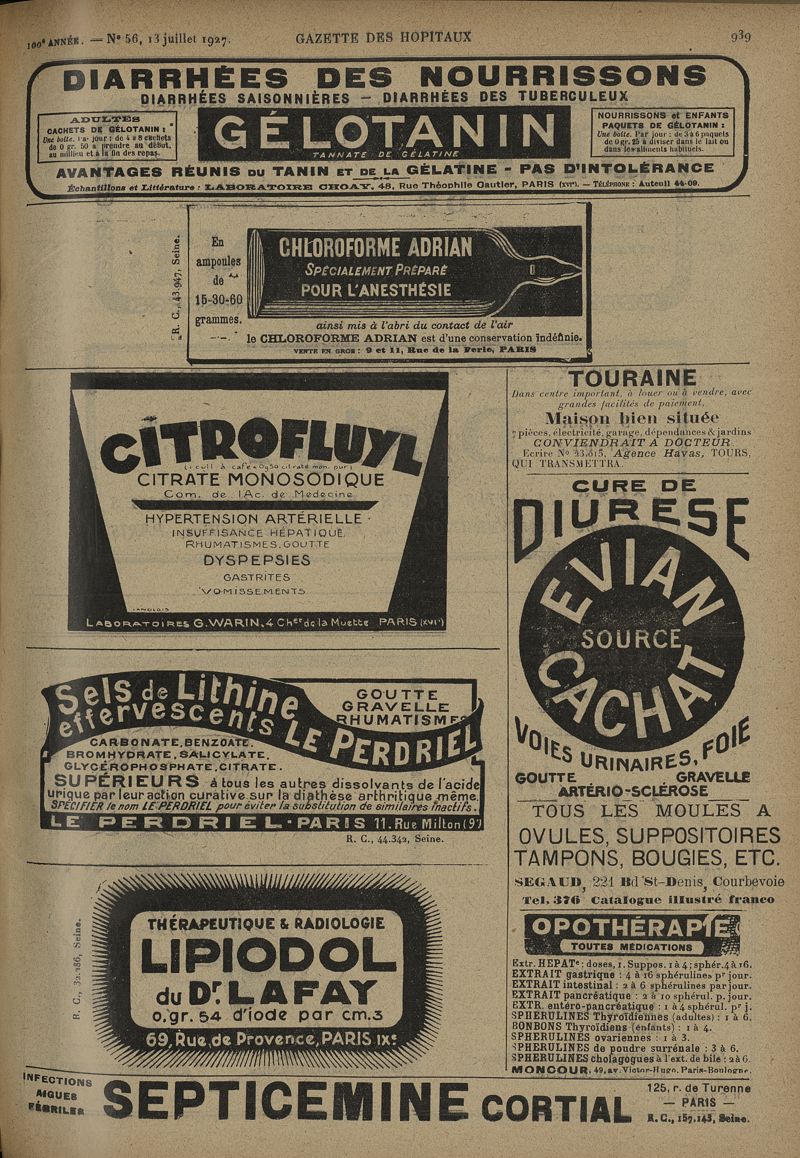 100e ANNÉE. — No 56, 13 juillet 1927.
GAZETTE DES HOPITAUX
939
DIARRHÉES DES NOURRISSONS
DIARRHÉES SAISONNIÈRES – DIARRHÉES DES TUBERCULEUX
ADULTES
CACHETS DE GÉLOTANIN :
Une boîte. Par jour : de 4 à 8 cachets
de 0 gr. 50 à prendre au début,
au milieu et à la fin des repas.
GÉLOTANIN
TANNATE DE GÉLATINE
NOURRISSONS et ENFANTS
PAQUETS DE GÉLOTANIN :
Une boîte. Par jour : de 3 à 6 paquets
de 0 gr. 25 à diviser dans le lait ou
dans les aliments habituels.
AVANTAGES RÉUNIS DU TANIN ET DE LA GÉLATINE - PAS D'INTOLÉRANCE
Échantillons et Littérature : LABORATOIRE CHOAY, 48, Rue Théophile Gautier, PARIS (XVIe). – TÉLÉPHONE : Auteuil 44-09.
R. C., 43.947, Seine.
En
ampoules
de
15-30-60
grammes.
CHLOROFORME ADRIAN
SPÉCIALEMENT PRÉPARÉ
POUR L'ANESTHÉSIE
ainsi mis à l'abri du contact de l'air
le CHLOROFORME ADRIAN est d'une conservation indéfinie.
VENTE EN GROS : 9 et 11, Rue de la Perle, PARIS
CITROFLUYL
(1 cuill à café = 0g50 citrate mon. pur)
CITRATE MONOSODIQUE
Com. de l'Ac. de Médecine
HYPERTENSION ARTÉRIELLE
INSUFFISANCE HÉPATIQUE
RHUMATISMES, GOUTTE
DYSPEPSIES
GASTRITES
VOMISSEMENTS
LANGLOIS
LABORATOIRES G. WARIN, 4 Chée de la Muette PARIS (XVIe)
TOURAINE
Dans centre important, à louer ou à vendre, avec
grandes facilités de paiement,
Maison bien située
7 pièces, électricité, garage, dépendances & jardins
CONVIENDRAIT A DOCTEUR.
Ecrire No 23.615, Agence Havas, TOURS,
QUI TRANSMETTRA.
CURE DE
DIURESE
EVIAN
SOURCE
CACHAT
VOIES URINAIRES, FOIE
GOUTTE GRAVELLE
ARTÉRIO-SCLÉROSE
Sels de Lithine
effervescents LE PERDRIEL
GOUTTE
GRAVELLE
RHUMATISMES
CARBONATE, BENZOATE,
BROMHYDRATE, SALICYLATE,
GLYCÉROPHOSPHATE, CITRATE.
SUPÉRIEURS à tous les autres dissolvants de l'acide
urique par leur action curative sur la diathèse arthritique même.
SPÉCIFIER le nom LE PERDRIEL pour éviter la substitution de similaires inactifs.
LE PERDRIEL - PARIS 11, Rue Milton (9e)
R. C., 44.342, Seine.
TOUS LES MOULES A
OVULES, SUPPOSITOIRES
TAMPONS, BOUGIES, ETC.
SEGAUD, 221 Bd St-Denis, Courbevoie
Tel. 376 Catalogue illustré franco
R. C., 32.186, Seine.
THÉRAPEUTIQUE & RADIOLOGIE
LIPIODOL
du Dr. LAFAY
0.gr. 54 d'iode par cm.3
69, Rue de Provence, PARIS IXe
OPOTHÉRAPIE
TOUTES MÉDICATIONS
Extr. HEPATe : doses, 1. Suppos. 1 à 4 ; sphér. 4 à 16.
EXTRAIT gastrique : 4 à 16 sphérulines pr jour.
EXTRAIT intestinal : 2 à 6 sphérulines par jour.
EXTRAIT pancréatique : 2 à 10 sphérul. p. jour.
EXTR. entéro-pancréatique : 1 à 4 sphérul. pr j.
SPHERULINES Thyroïdiennes (adultes) : 1 à 6.
BONBONS Thyroïdiens (enfants) : 1 à 4.
SPHERULINES ovariennes : 1 à 3.
SPHERULINES de poudre surrénale : 3 à 6.
SPHERULINES cholagogues à l'ext. de bile : 2 à 6.
MONCOUR, 49, av. Victor-Hugo, Paris-Boulogne.
INFECTIONS
AIGUES
FÉBRILES
SEPTICEMINE CORTIAL
125, r. de Turenne
— PARIS —
R. C., 157.143, Seine.